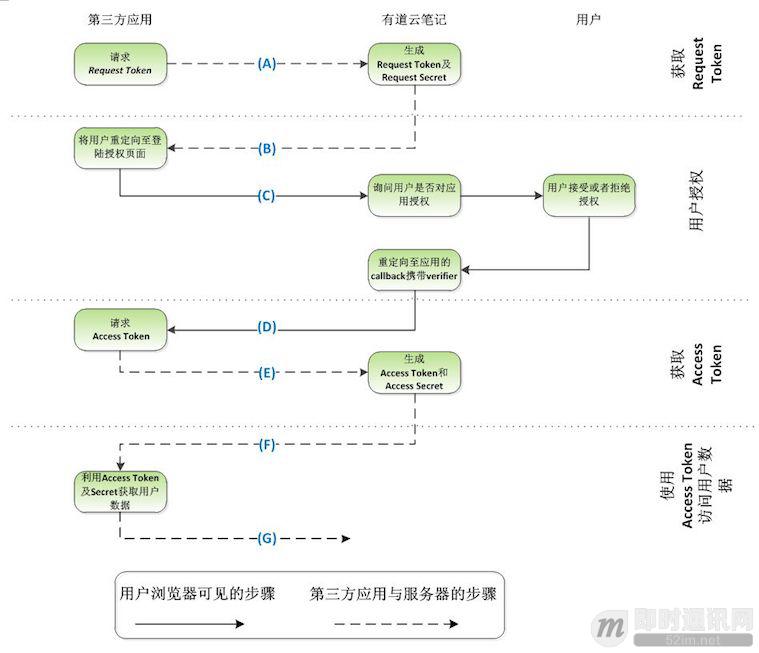 第三方应用
有道云笔记
用户
请求
Request Token
(A)
生成
Request Token及
Request Secret
获取
Request
Token
将用户重定向至登
陆授权页面
(B)
(C)
询问用户是否对应
用授权
用户接受或者拒绝
授权
重定向至应用的
callback携带verifier
用户授权
请求
Access Token
(D)
(E)
生成
Access Token和
Access Secret
获取
Access
Token
(F)
利用Access Token
及Secret获取用户
数据
(G)
使用
Access Token
访问用户数
据
用户浏览器可见的步骤
第三方应用与服务器的步骤
m
即时通讯网
52im.net